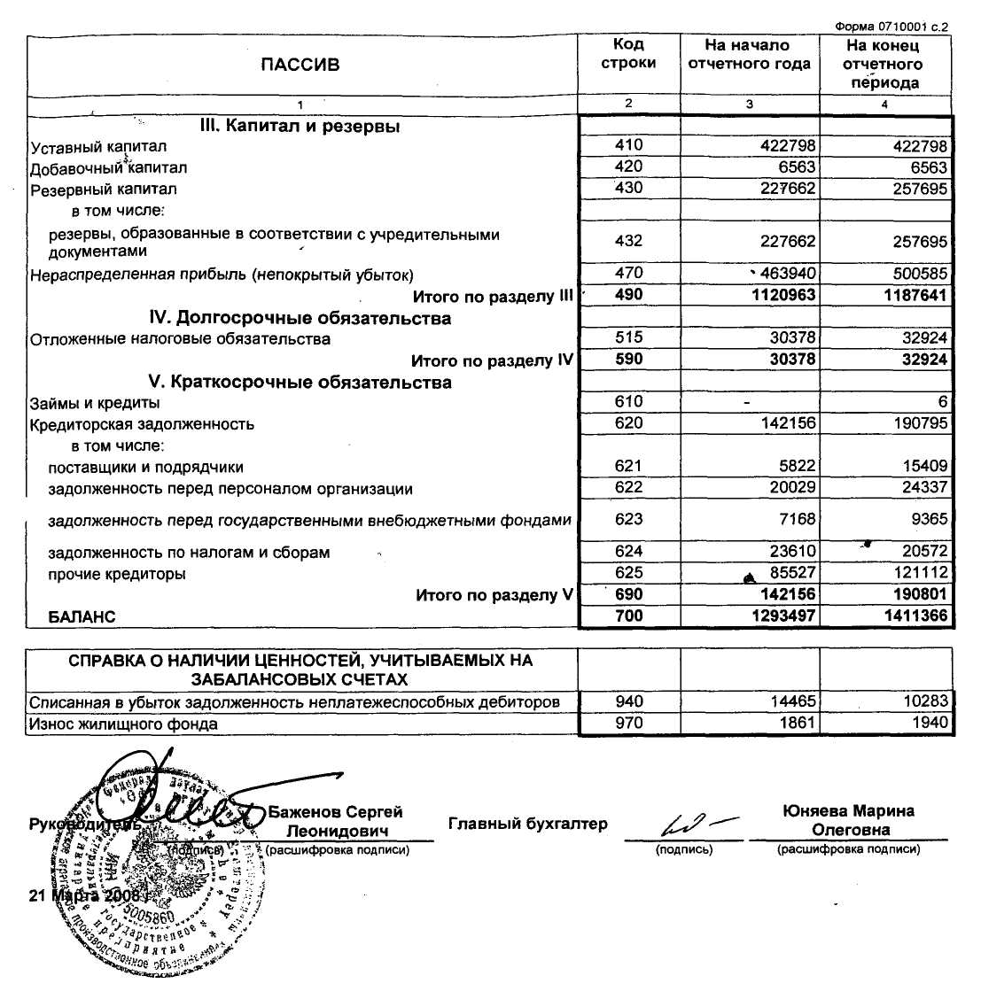 Форма 0710001 с.2
ПАССИВ Код строки На начало отчетного года На конец отчетного периода
1 2 3 4
III. Капитал и резервы
Уставный капитал 410 422798 422798
Добавочный капитал 420 6563 6563
Резервный капитал 430 227662 257695
в том числе:
резервы, образованные в соответствии с учредительными
документами 432 227662 257695
Нераспределенная прибыль (непокрытый убыток) 470 463940 500585
Итого по разделу III 490 1120963 1187641
IV. Долгосрочные обязательства
Отложенные налоговые обязательства 515 30378 32924
Итого по разделу IV 590 30378 32924
V. Краткосрочные обязательства
Займы и кредиты 610 - 6
Кредиторская задолженность 620 142156 190795
в том числе:
поставщики и подрядчики 621 5822 15409
задолженность перед персоналом организации 622 20029 24337
задолженность перед государственными внебюджетными фондами 623 7168 9365
задолженность по налогам и сборам 624 23610 20572
прочие кредиторы 625 85527 121112
Итого по разделу V 690 142156 190801
БАЛАНС 700 1293497 1411366
СПРАВКА О НАЛИЧИИ ЦЕННОСТЕЙ, УЧИТЫВАЕМЫХ НА
ЗАБАЛАНСОВЫХ СЧЕТАХ
Списанная в убыток задолженность неплатежеспособных дебиторов 940 14465 10283
Износ жилищного фонда 970 1861 1940
Руководитель Баженов Сергей Леонидович Главный бухгалтер Юняева Марина Олеговна
(подпись) (расшифровка подписи) (подпись) (расшифровка подписи)
21 Марта 2008 г.
государственное
предприятие
производственное объединение